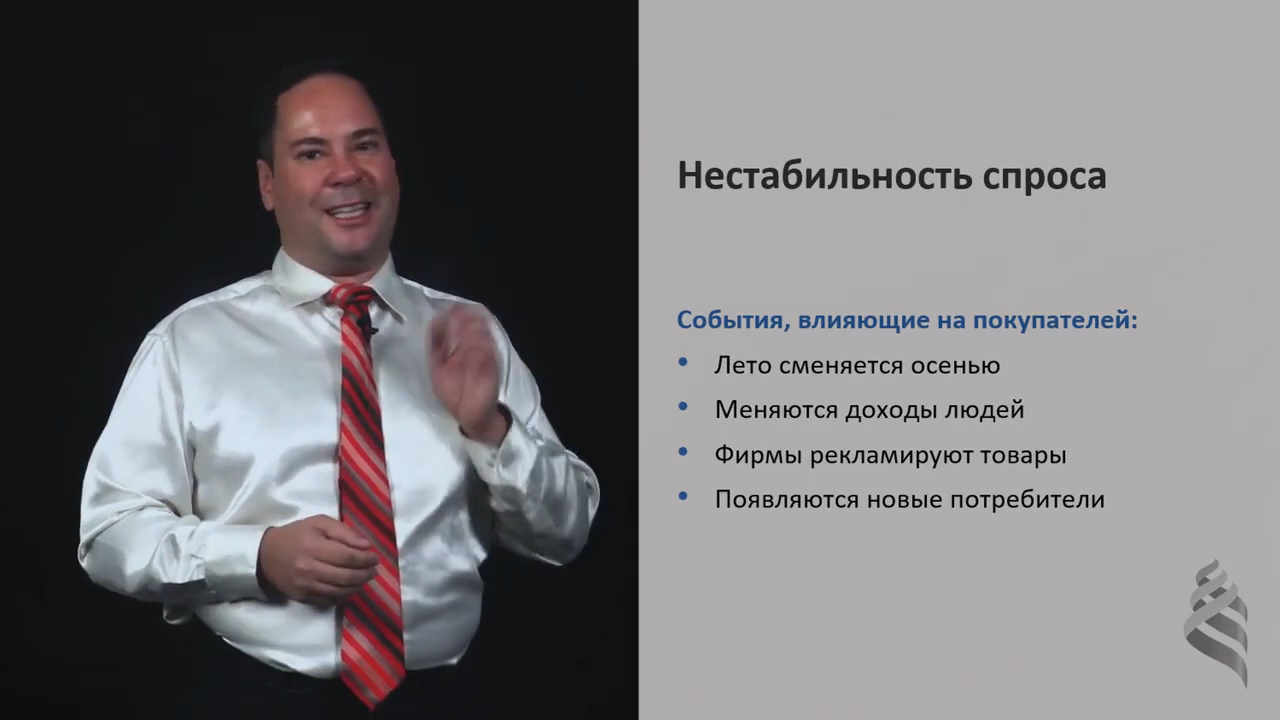 Нестабильность спроса
События, влияющие на покупателей:
• Лето сменяется осенью
• Меняются доходы людей
• Фирмы рекламируют товары
• Появляются новые потребители